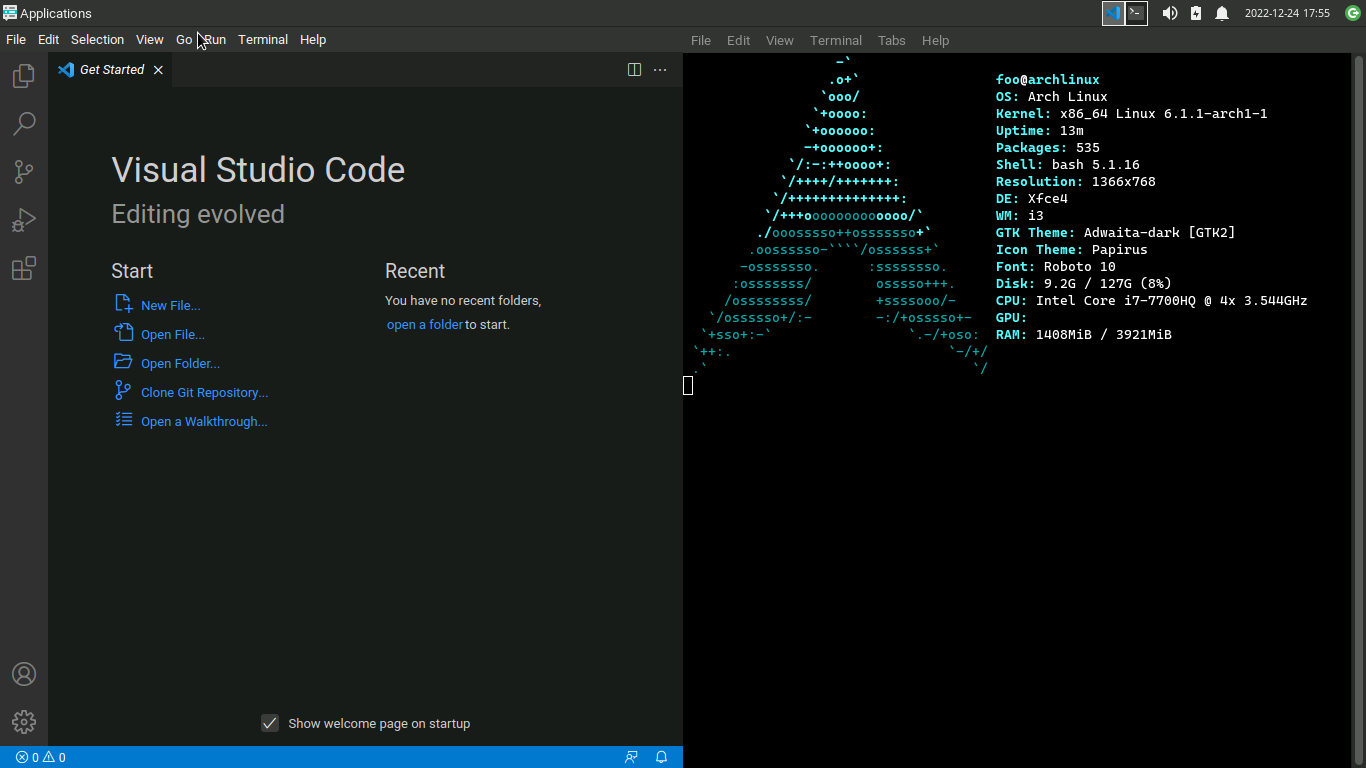 Applications
2022-12-24 17:55
File Edit Selection View Go Run Terminal Help
Get Started
Visual Studio Code
Editing evolved
Start
New File...
Open File...
Open Folder...
Clone Git Repository...
Open a Walkthrough...
Recent
You have no recent folders,
open a folder to start.
Show welcome page on startup
0 0
File Edit View Terminal Tabs Help
-`
.o+`
`ooo/
`+oooo:
`+oooooo:
-+oooooo+:
`/:-:++oooo+:
`/++++/+++++++:
`/++++++++++++++:
`/+++ooooooooooooo/`
./ooosssso++osssssso+`
.oossssso-````/ossssss+`
-osssssso. :ssssssso.
:osssssss/ osssso+++.
/ossssssss/ +ssssooo/-
`/ossssso+/:- -:/+osssso+-
`+sso+:-` `.-/+oso:
`++:. `-/+/
.` `/
foo@archlinux
OS: Arch Linux
Kernel: x86_64 Linux 6.1.1-arch1-1
Uptime: 13m
Packages: 535
Shell: bash 5.1.16
Resolution: 1366x768
DE: Xfce4
WM: i3
GTK Theme: Adwaita-dark [GTK2]
Icon Theme: Papirus
Font: Roboto 10
Disk: 9.2G / 127G (8%)
CPU: Intel Core i7-7700HQ @ 4x 3.544GHz
GPU:
RAM: 1408MiB / 3921MiB